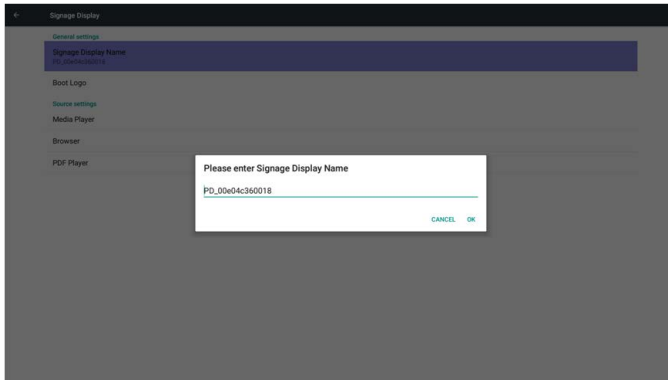 Signage Display
General settings
Signage Display Name
PD_00e04c360018
Boot Logo
Source settings
Media Player
Browser
PDF Player
Please enter Signage Display Name
PD_00e04c360018
CANCEL OK